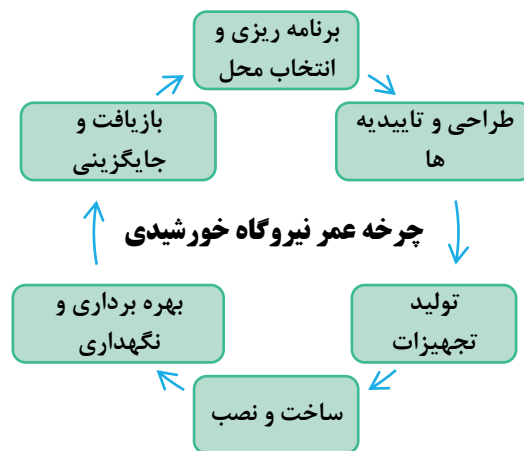 برنامه ریزی و
انتخاب محل
طراحی و تاییدیه
ها
تولید
تجهیزات
ساخت و نصب
بهره برداری و
نگهداری
بازیافت و
جایگزینی
چرخه عمر نیروگاه خورشیدی